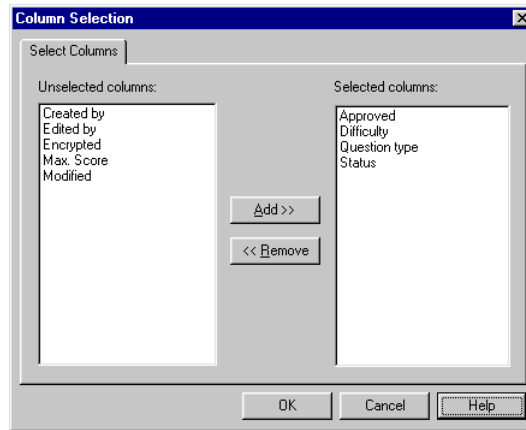 Column Selection
Select Columns
Unselected columns:
Selected columns:
Created by
Edited by
Encrypted
Max. Score
Modified
Approved
Difficulty
Question type
Status
Add >>
<< Remove
OK
Cancel
Help